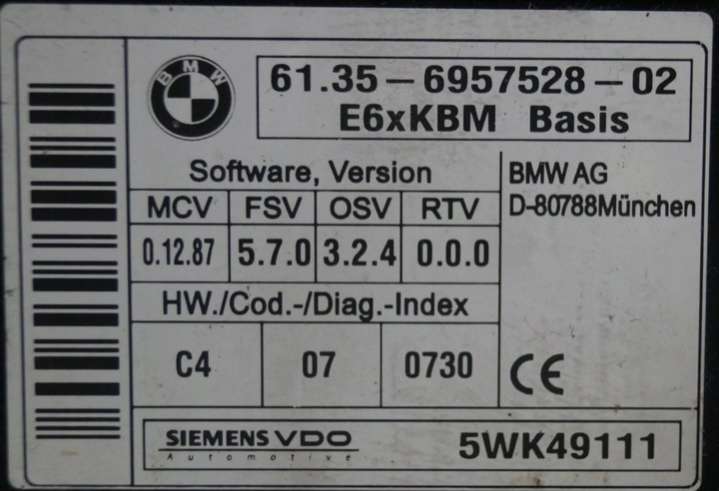 BMW
61.35-6957528-02
E6xKBM Basis
Software, Version
BMW AG
D-80788München
MCV FSV OSV RTV
0.12.87 5.7.0 3.2.4 0.0.0
HW./Cod.-/Diag.-Index
C4 07 0730
CE
SIEMENS VDO
Automotive
5WK49111